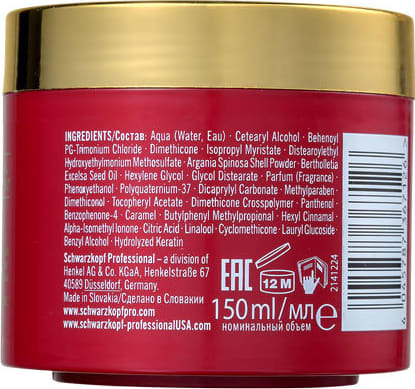 INGREDIENTS/Состав: Aqua (Water, Eau) · Cetearyl Alcohol · Behenoyl
PG-Trimonium Chloride · Dimethicone · Isopropyl Myristate · Distearoylethyl
Hydroxyethylmonium Methosulfate · Argania Spinosa Shell Powder · Bertholletia
Excelsa Seed Oil · Hexylene Glycol · Glycol Distearate · Parfum (Fragrance) ·
Phenoxyethanol · Polyquaternium-37 · Dicaprylyl Carbonate · Methylparaben ·
Dimethiconol · Tocopheryl Acetate · Dimethicone Crosspolymer · Panthenol ·
Benzophenone-4 · Caramel · Butylphenyl Methylpropional · Hexyl Cinnamal ·
Alpha-Isomethyl Ionone · Citric Acid · Linalool · Cyclomethicone · Lauryl Glucoside ·
Benzyl Alcohol · Hydrolyzed Keratin
Schwarzkopf Professional – a division of
Henkel AG & Co. KGaA, Henkelstraße 67
40589 Düsseldorf, Germany
Made in Slovakia/Сделано в Словакии
www.schwarzkopfpro.com
www.schwarzkopf-professionalUSA.com
EAC
12 M
2141224
150ml/мл e
номинальный объем